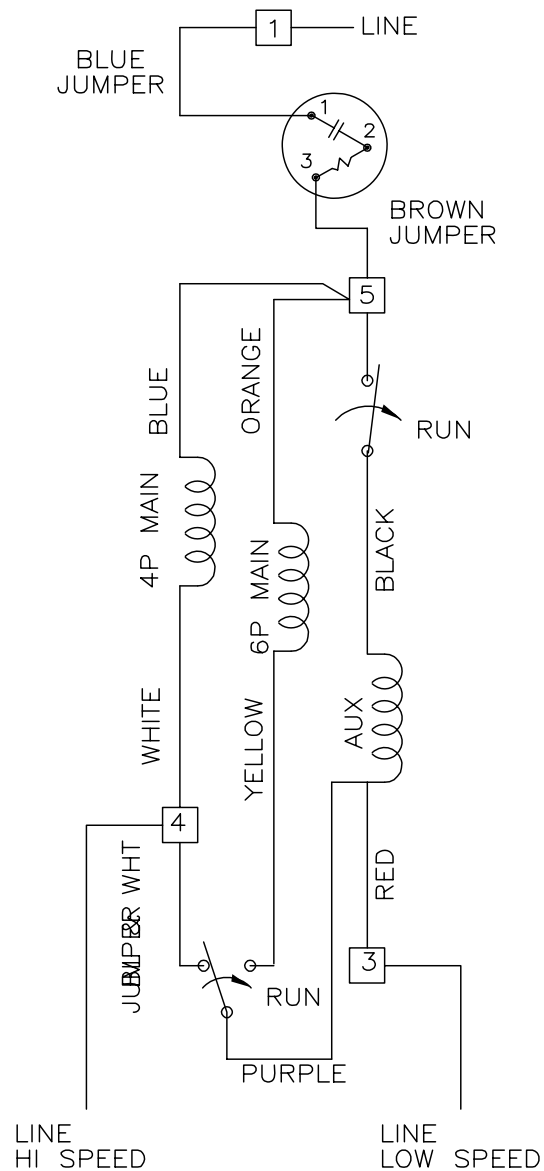 1
LINE
BLUE
JUMPER
1
2
3
BROWN
JUMPER
5
BLUE
ORANGE
RUN
4P MAIN
6P MAIN
BLACK
WHITE
YELLOW
AUX
4
RED
WHT
3
RUN
PURPLE
LINE
HI SPEED
LINE
LOW SPEED